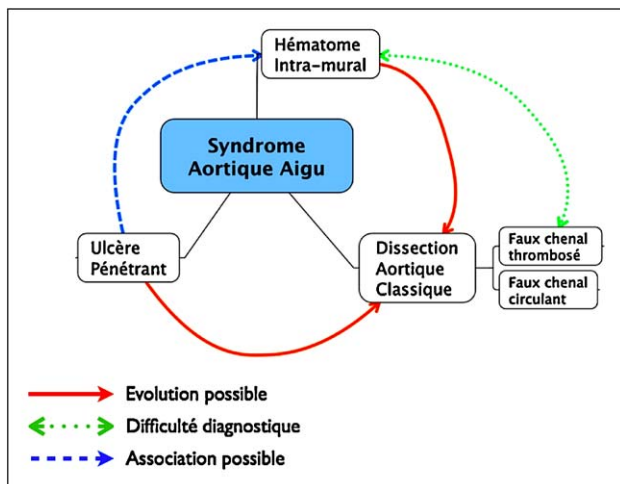 Hématome
Intra-mural
Syndrome
Aortique Aigu
Ulcère
Pénétrant
Dissection
Aortique
Classique
Faux chenal
thrombosé
Faux chenal
circulant
Evolution possible
Difficulté diagnostique
Association possible